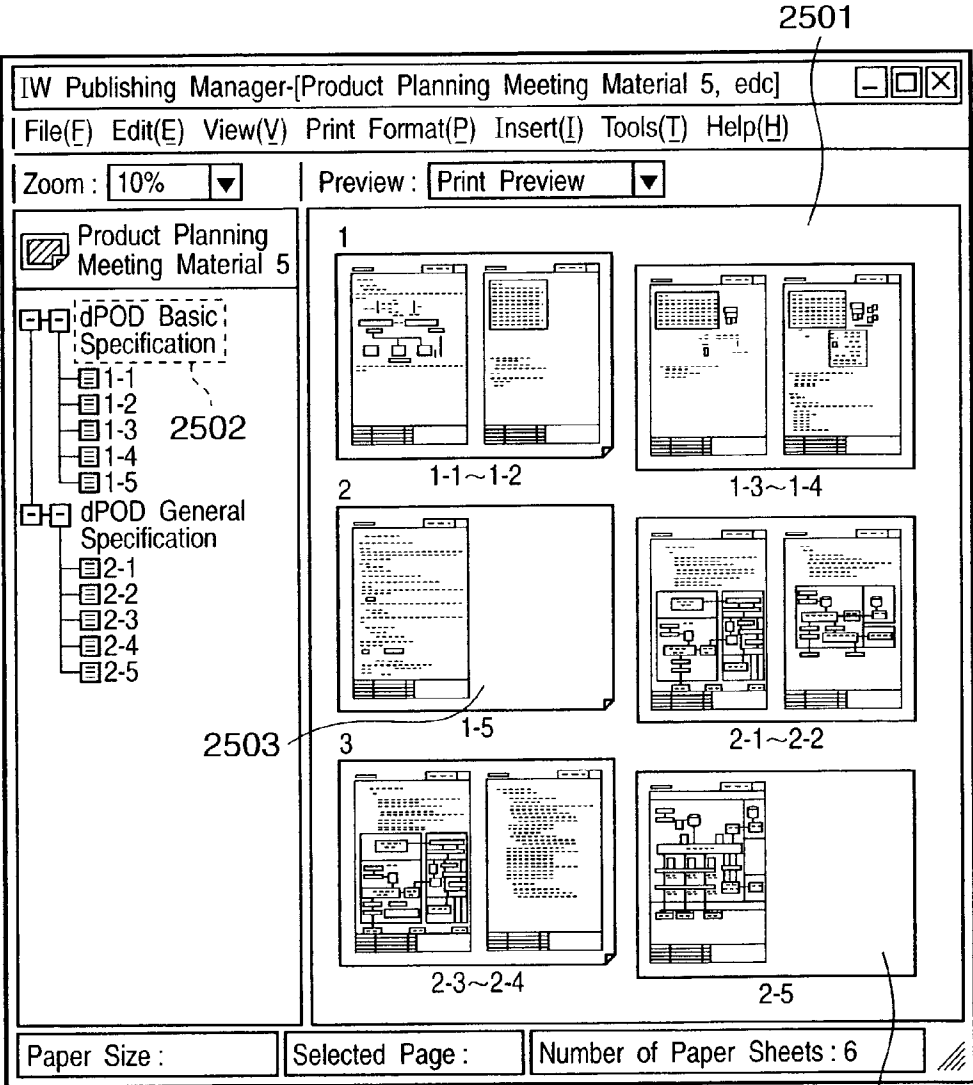 2501
IW Publishing Manager-[Product Planning Meeting Material 5, edc]
File(F) Edit(E) View(V) Print Format(P) Insert(I) Tools(T) Help(H)
Zoom : 10%
Preview : Print Preview
Product Planning
Meeting Material 5
dPOD Basic
Specification
1-1
1-2
1-3
1-4
1-5
2502
dPOD General
Specification
2-1
2-2
2-3
2-4
2-5
1
1-1~1-2
1-3~1-4
2
1-5
2-1~2-2
2503
3
2-3~2-4
2-5
Paper Size :
Selected Page :
Number of Paper Sheets : 6